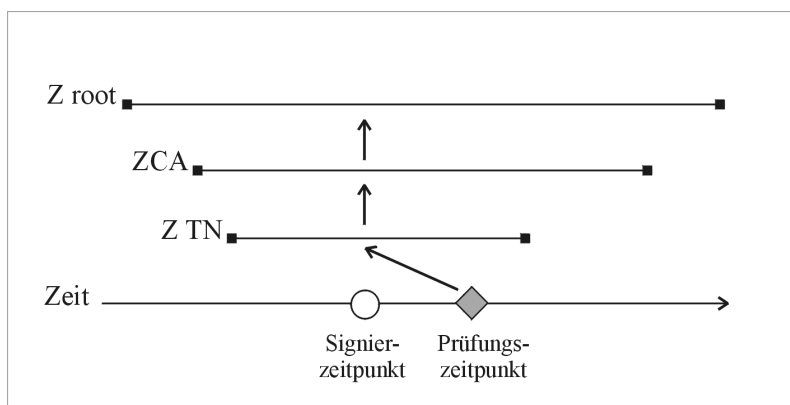 Z root
ZCA
Z TN
Zeit
Signier-
zeitpunkt
Prüfungs-
zeitpunkt